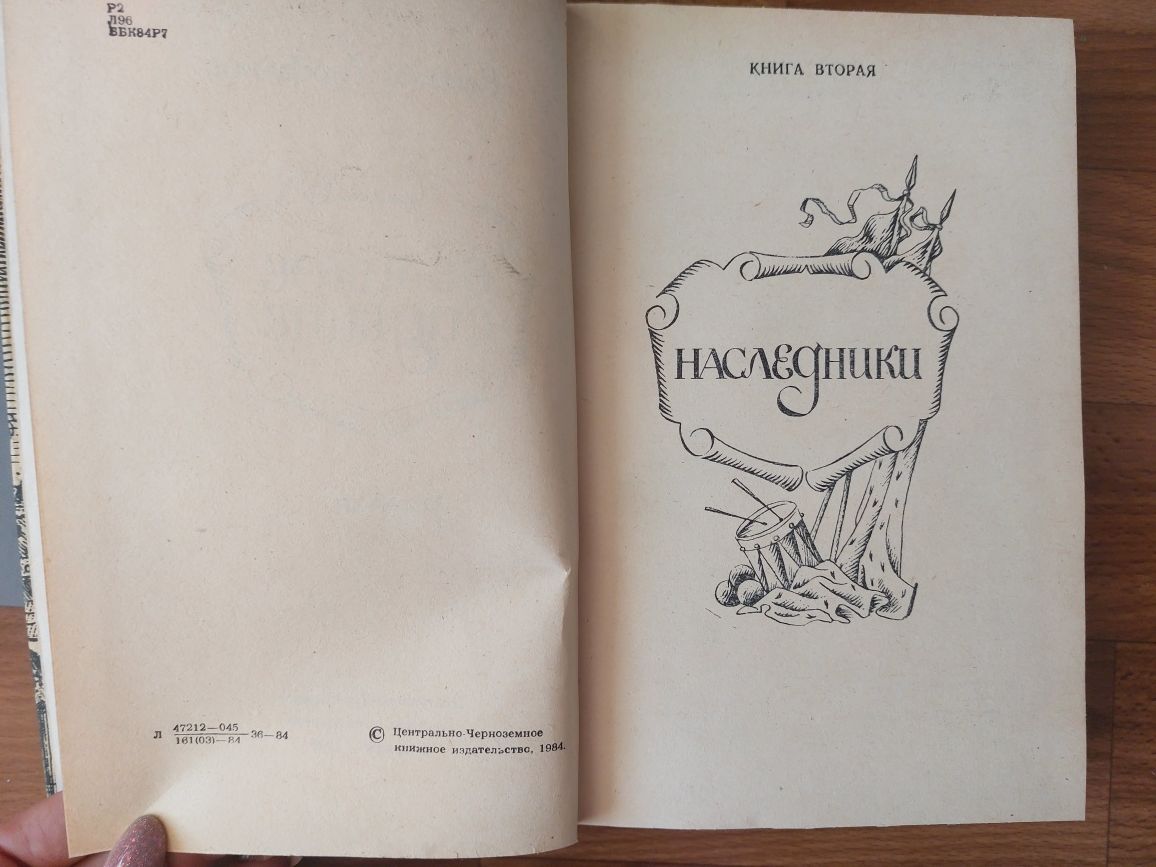 Р2
Л96
ББК84Р7
Л 47212—045
161(03)—84 36—84
© Центрально-Черноземное
книжное издательство, 1984.
КНИГА ВТОРАЯ
НАСЛЕДНИКИ